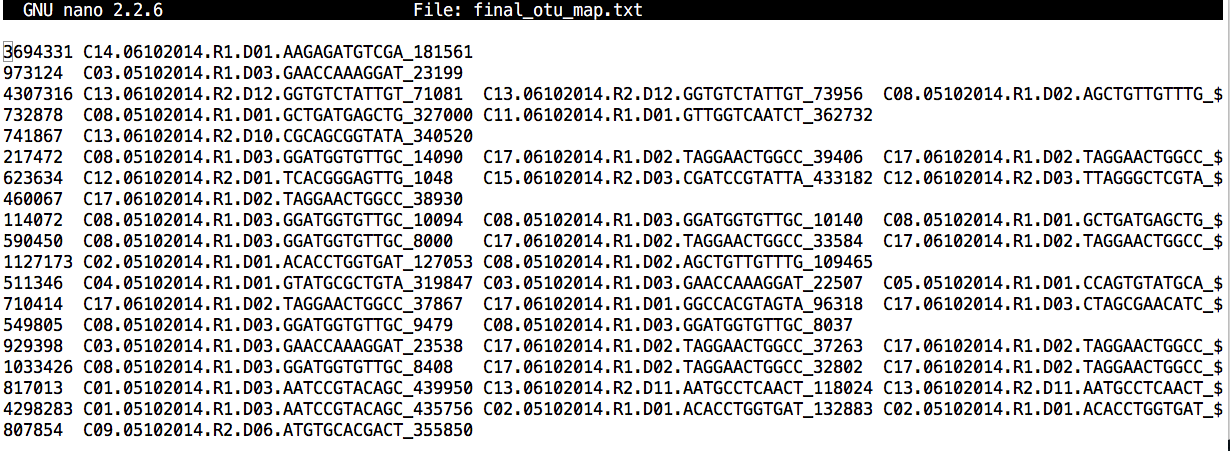 GNU nano 2.2.6 File: final_otu_map.txt
3694331 C14.06102014.R1.D01.AAGAGATGTCGA_181561
973124 C03.05102014.R1.D03.GAACCAAAGGAT_23199
4307316 C13.06102014.R2.D12.GGTGTCTATTGT_71081 C13.06102014.R2.D12.GGTGTCTATTGT_73956 C08.05102014.R1.D02.AGCTGTTGTTTG_$
732878 C08.05102014.R1.D01.GCTGATGAGCTG_327000 C11.06102014.R1.D01.GTTGGTCAATCT_362732
741867 C13.06102014.R2.D10.CGCAGCGGTATA_340520
217472 C08.05102014.R1.D03.GGATGGTGTTGC_14090 C17.06102014.R1.D02.TAGGAACTGGCC_39406 C17.06102014.R1.D02.TAGGAACTGGCC_$
623634 C12.06102014.R2.D01.TCACGGGAGTTG_1048 C15.06102014.R2.D03.CGATCCGTATTA_433182 C12.06102014.R2.D03.TTAGGGCTCGTA_$
460067 C17.06102014.R1.D02.TAGGAACTGGCC_38930
114072 C08.05102014.R1.D03.GGATGGTGTTGC_10094 C08.05102014.R1.D03.GGATGGTGTTGC_10140 C08.05102014.R1.D01.GCTGATGAGCTG_$
590450 C08.05102014.R1.D03.GGATGGTGTTGC_8000 C17.06102014.R1.D02.TAGGAACTGGCC_33584 C17.06102014.R1.D02.TAGGAACTGGCC_$
1127173 C02.05102014.R1.D01.ACACCTGGTGAT_127053 C08.05102014.R1.D02.AGCTGTTGTTTG_109465
511346 C04.05102014.R1.D01.GTATGCGCTGTA_319847 C03.05102014.R1.D03.GAACCAAAGGAT_22507 C05.05102014.R1.D01.CCAGTGTATGCA_$
710414 C17.06102014.R1.D02.TAGGAACTGGCC_37867 C17.06102014.R1.D01.GGCCACGTAGTA_96318 C17.06102014.R1.D03.CTAGCGAACATC_$
549805 C08.05102014.R1.D03.GGATGGTGTTGC_9479 C08.05102014.R1.D03.GGATGGTGTTGC_8037
929398 C03.05102014.R1.D03.GAACCAAAGGAT_23538 C17.06102014.R1.D02.TAGGAACTGGCC_37263 C17.06102014.R1.D02.TAGGAACTGGCC_$
1033426 C08.05102014.R1.D03.GGATGGTGTTGC_8408 C17.06102014.R1.D02.TAGGAACTGGCC_32802 C17.06102014.R1.D02.TAGGAACTGGCC_$
817013 C01.05102014.R1.D03.AATCCGTACAGC_439950 C13.06102014.R2.D11.AATGCCTCAACT_118024 C13.06102014.R2.D11.AATGCCTCAACT_$
4298283 C01.05102014.R1.D03.AATCCGTACAGC_435756 C02.05102014.R1.D01.ACACCTGGTGAT_132883 C02.05102014.R1.D01.ACACCTGGTGAT_$
807854 C09.05102014.R2.D06.ATGTGCACGACT_355850